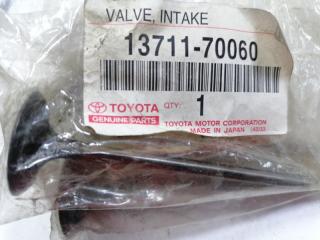 VALVE, INTAKE
13711-70060
TOYOTA QTY: 1
GENUINE PARTS
TOYOTA MOTOR CORPORATION
MADE IN JAPAN